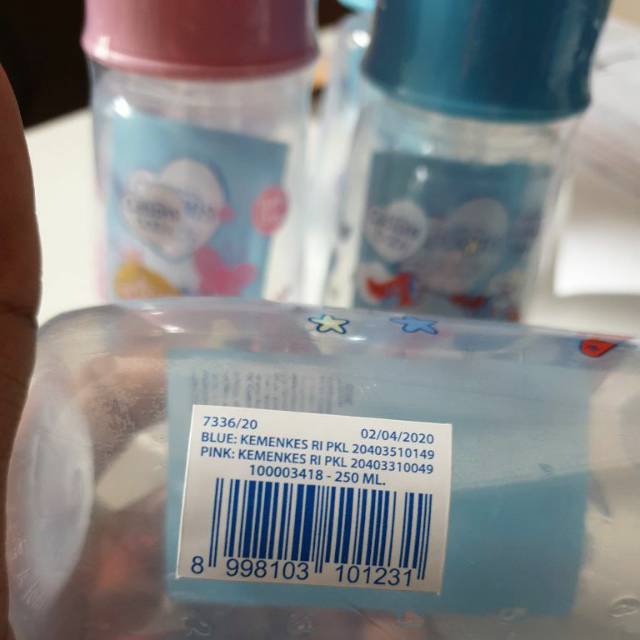 7336/20 02/04/2020
BLUE: KEMENKES RI PKL 20403510149
PINK: KEMENKES RI PKL 20403310049
100003418 - 250 ML.
8 998103 101231